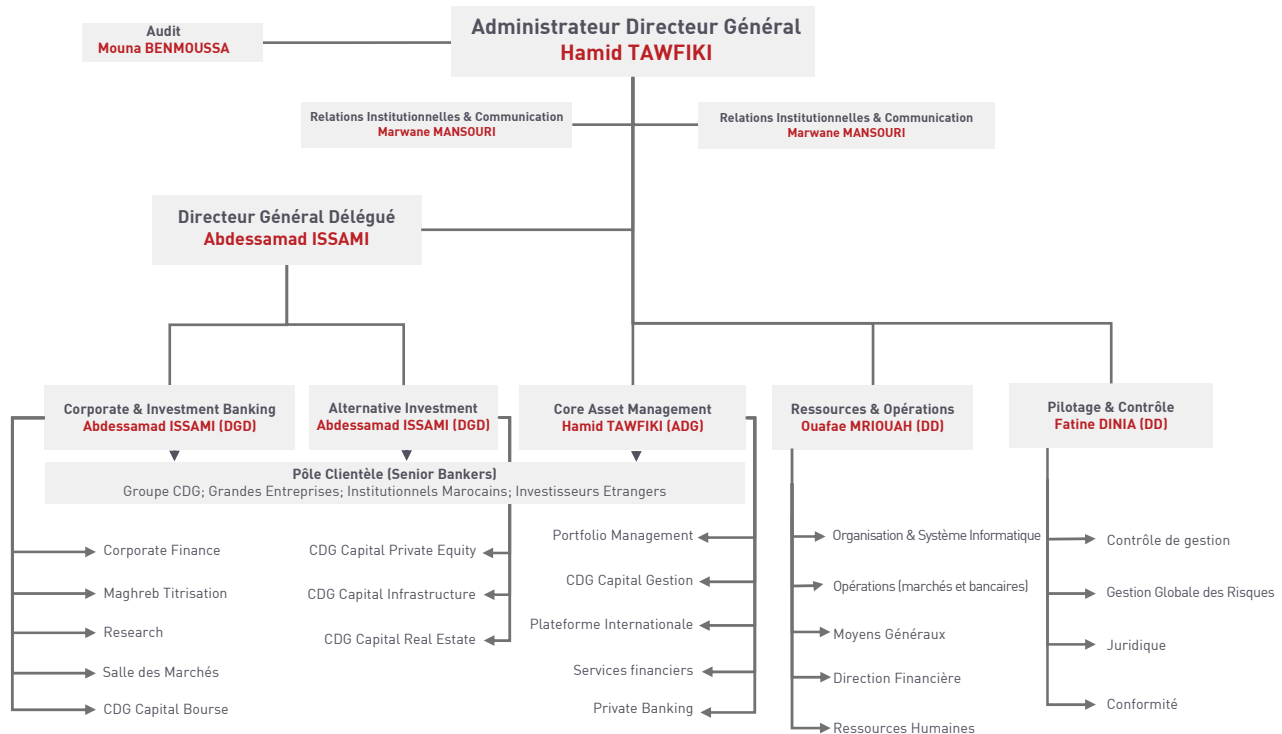 Audit
Mouna BENMOUSSA
Administrateur Directeur Général
Hamid TAWFIKI
Relations Institutionnelles & Communication
Marwane MANSOURI
Relations Institutionnelles & Communication
Marwane MANSOURI
Directeur Général Délégué
Abdessamad ISSAMI
Corporate & Investment Banking
Abdessamad ISSAMI (DGD)
Alternative Investment
Abdessamad ISSAMI (DGD)
Core Asset Management
Hamid TAWFIKI (ADG)
Ressources & Opérations
Ouafae MRIOUAH (DD)
Pilotage & Contrôle
Fatine DINIA (DD)
Pôle Clientèle (Senior Bankers)
Groupe CDG; Grandes Entreprises; Institutionnels Marocains; Investisseurs Etrangers
Corporate Finance
Maghreb Titrisation
Research
Salle des Marchés
CDG Capital Bourse
CDG Capital Private Equity
CDG Capital Infrastructure
CDG Capital Real Estate
Portfolio Management
CDG Capital Gestion
Plateforme Internationale
Services financiers
Private Banking
Organisation & Système Informatique
Opérations (marchés et bancaires)
Moyens Généraux
Direction Financière
Ressources Humaines
Contrôle de gestion
Gestion Globale des Risques
Juridique
Conformité